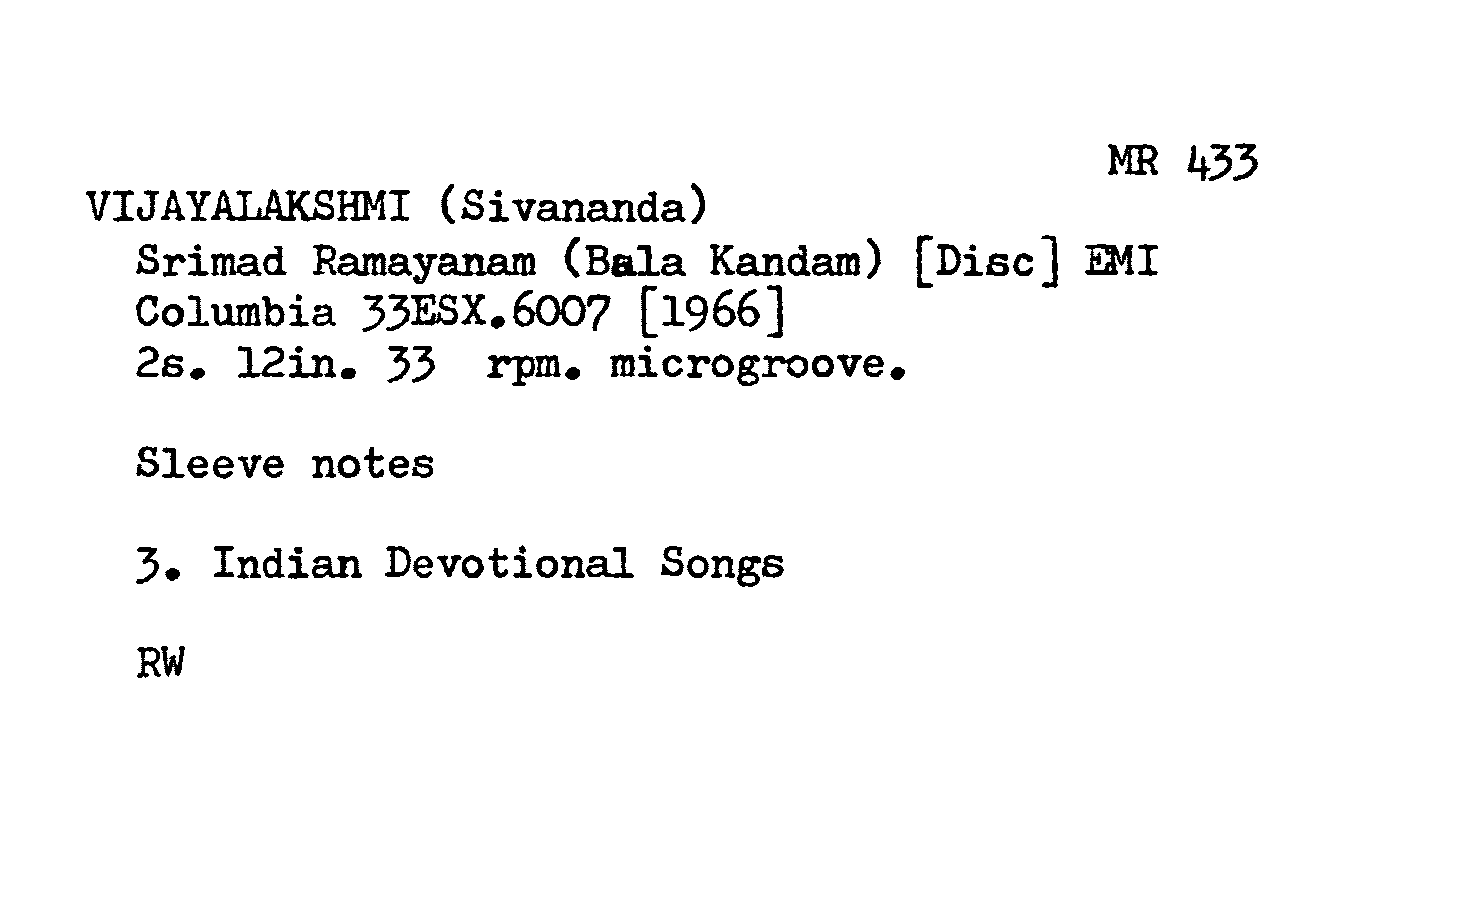 MR 433
VIJAYALAKSHMI (Sivananda)
Srimad Ramayanam (Bala Kandam) [Disc] EMI
Columbia 33ESX.6007 [1966]
2s. 12in. 33 rpm. microgroove.
Sleeve notes
3. Indian Devotional Songs
RW